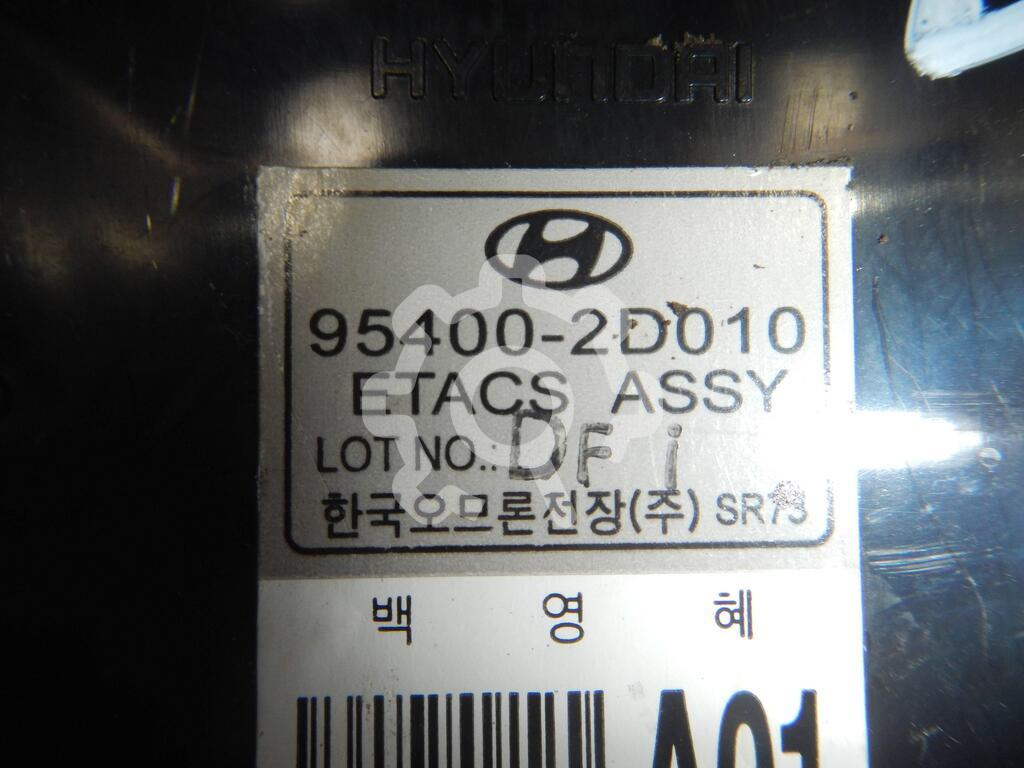 HYUNDAI
95400-2D010
ETACS ASSY
LOT NO.: DF i
한국오므론전장(주) SR73
백 영 혜
A01